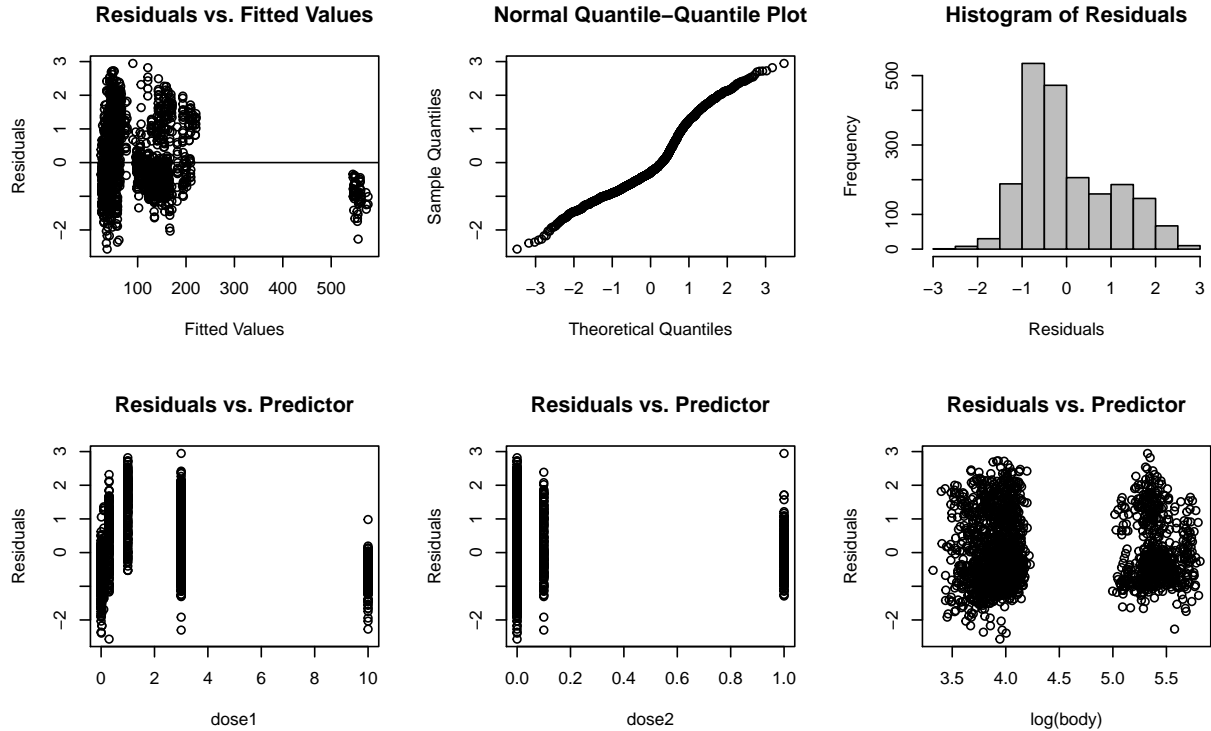 Residuals vs. Fitted Values
Residuals
3
2
1
0
−2
100 200 300 400 500
Fitted Values
Normal Quantile−Quantile Plot
Sample Quantiles
3
2
1
0
−2
−3 −2 −1 0 1 2 3
Theoretical Quantiles
Histogram of Residuals
Frequency
500
300
100
0
−3 −2 −1 0 1 2 3
Residuals
Residuals vs. Predictor
Residuals
3
2
1
0
−2
0 2 4 6 8 10
dose1
Residuals vs. Predictor
Residuals
3
2
1
0
−2
0.0 0.2 0.4 0.6 0.8 1.0
dose2
Residuals vs. Predictor
Residuals
3
2
1
0
−2
3.5 4.0 4.5 5.0 5.5
log(body)